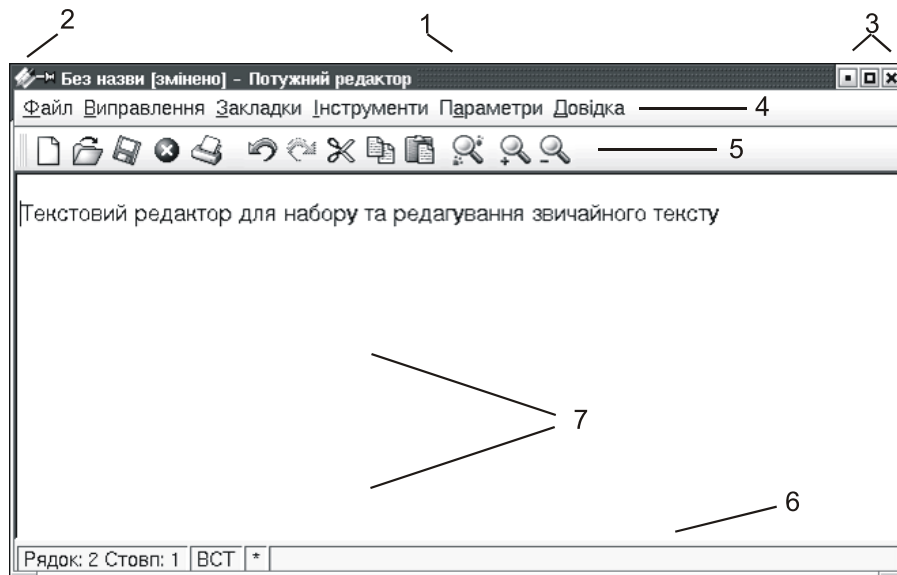 2
1
3
Без назви [змінено] – Потужний редактор
Файл Виправлення Закладки Інструменти Параметри Довідка
4
5
Текстовий редактор для набору та редагування звичайного тексту
7
6
Рядок: 2 Стовп: 1 ВСТ *